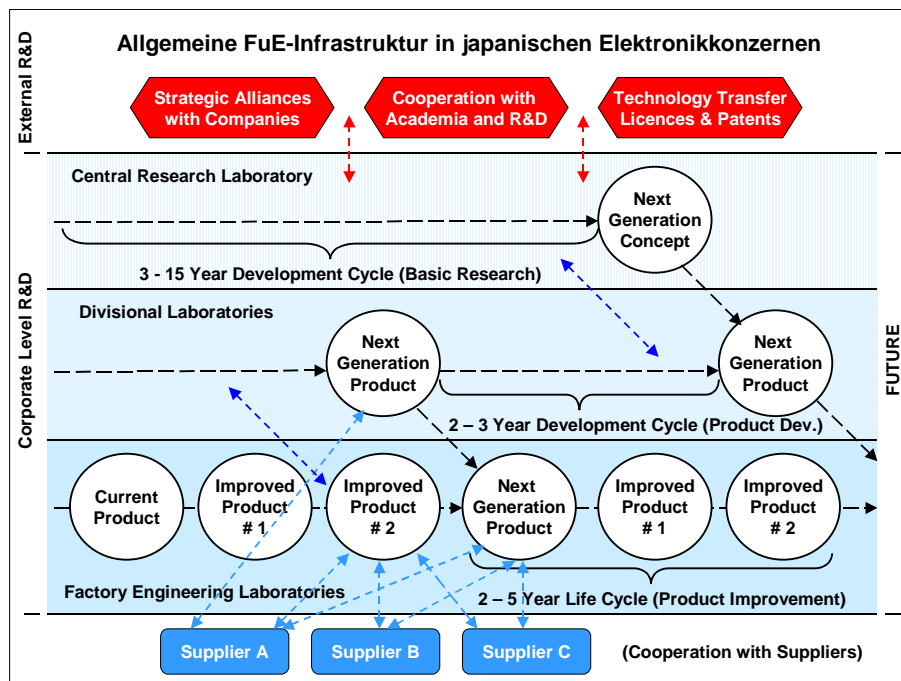 Allgemeine FuE-Infrastruktur in japanischen Elektronikkonzernen
External R&D
Strategic Alliances
with Companies
Cooperation with
Academia and R&D
Technology Transfer
Licences & Patents
Corporate Level R&D
Central Research Laboratory
Next
Generation
Concept
3 - 15 Year Development Cycle (Basic Research)
Divisional Laboratories
Next
Generation
Product
Next
Generation
Product
2 – 3 Year Development Cycle (Product Dev.)
FUTURE
Current
Product
Improved
Product
# 1
Improved
Product
# 2
Next
Generation
Product
Improved
Product
# 1
Improved
Product
# 2
Factory Engineering Laboratories
2 – 5 Year Life Cycle (Product Improvement)
Supplier A
Supplier B
Supplier C
(Cooperation with Suppliers)